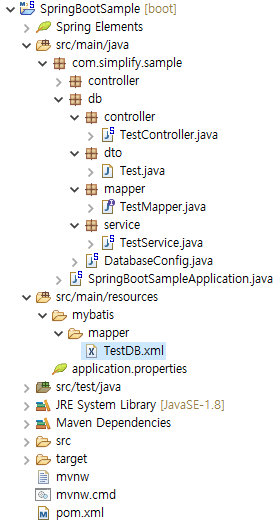 SpringBootSample [boot]
Spring Elements
src/main/java
com.simplify.sample
controller
db
controller
TestController.java
dto
Test.java
mapper
TestMapper.java
service
TestService.java
DatabaseConfig.java
SpringBootSampleApplication.java
src/main/resources
mybatis
mapper
TestDB.xml
application.properties
src/test/java
JRE System Library [JavaSE-1.8]
Maven Dependencies
src
target
mvnw
mvnw.cmd
pom.xml